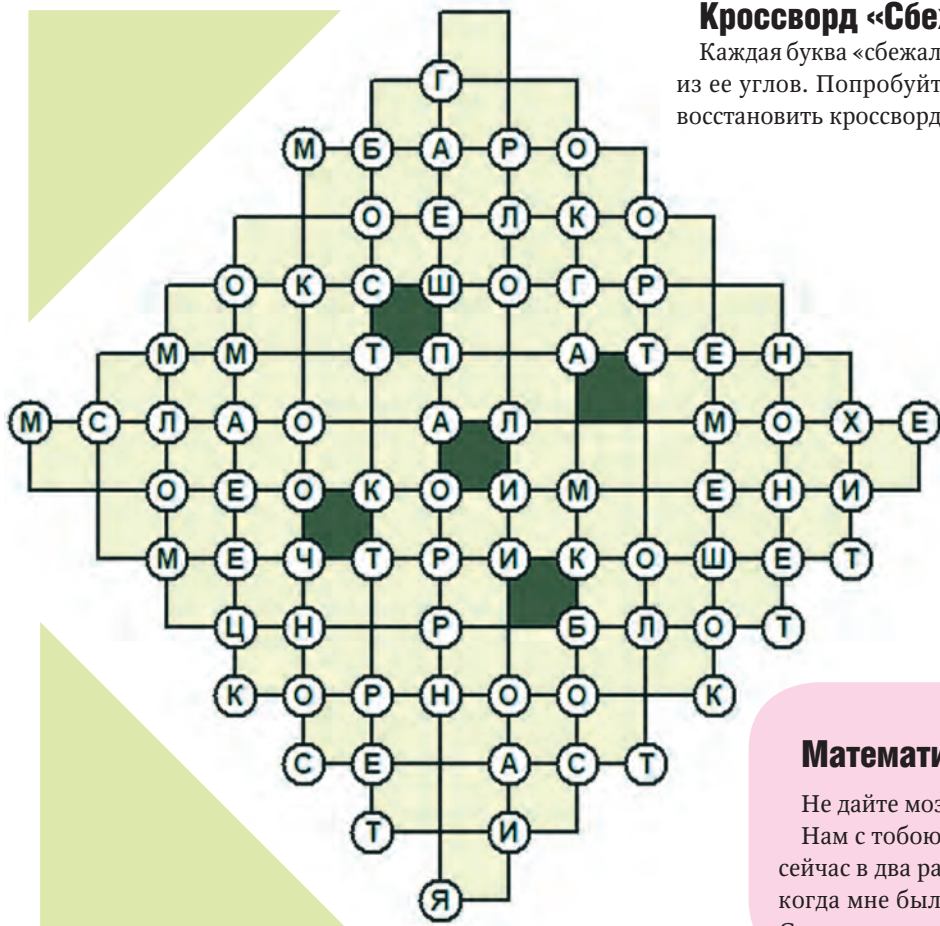 Кроссворд «Сбе
Каждая буква «сбежал
из ее углов. Попробуйт
восстановить кроссворд
Г
М Б А Р О
О Е Л К О
О К С Ш О Г Р
М М Т П А Т Е Н
М С Л А О А Л М О Х Е
О Е О К О И М Е Н И
М Е Ч Т Р И К О Ш Е Т
Ц Н Р Б Л О Т
К О Р Н О О К
С Е А С Т
Т И
Я
Математи
Не дайте моз
Нам с тобою
сейчас в два ра
когда мне был